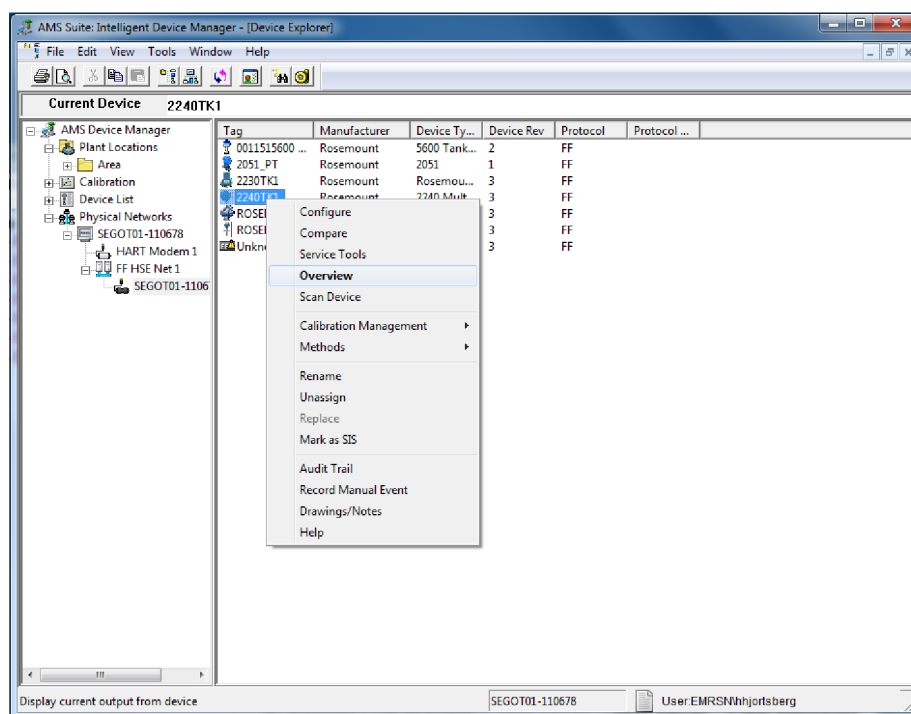 AMS Suite: Intelligent Device Manager - [Device Explorer]
File Edit View Tools Window Help
Current Device 2240TK1
AMS Device Manager
Plant Locations
Area
Calibration
Device List
Physical Networks
SEGOT01-110678
HART Modem 1
FF HSE Net 1
SEGOT01-1106
Tag Manufacturer Device Ty... Device Rev Protocol Protocol ...
0011515600 ... Rosemount 5600 Tank... 2 FF
2051_PT Rosemount 2051 1 FF
2230TK1 Rosemount Rosemou... 3 FF
2240TK1 Rosemount 2240 Mult... 3 FF
ROSE 3 FF
ROSE 3 FF
Unkn 3 FF
Configure
Compare
Service Tools
Overview
Scan Device
Calibration Management
Methods
Rename
Unassign
Replace
Mark as SIS
Audit Trail
Record Manual Event
Drawings/Notes
Help
Display current output from device SEGOT01-110678 User:EMRSN\hhjortsberg